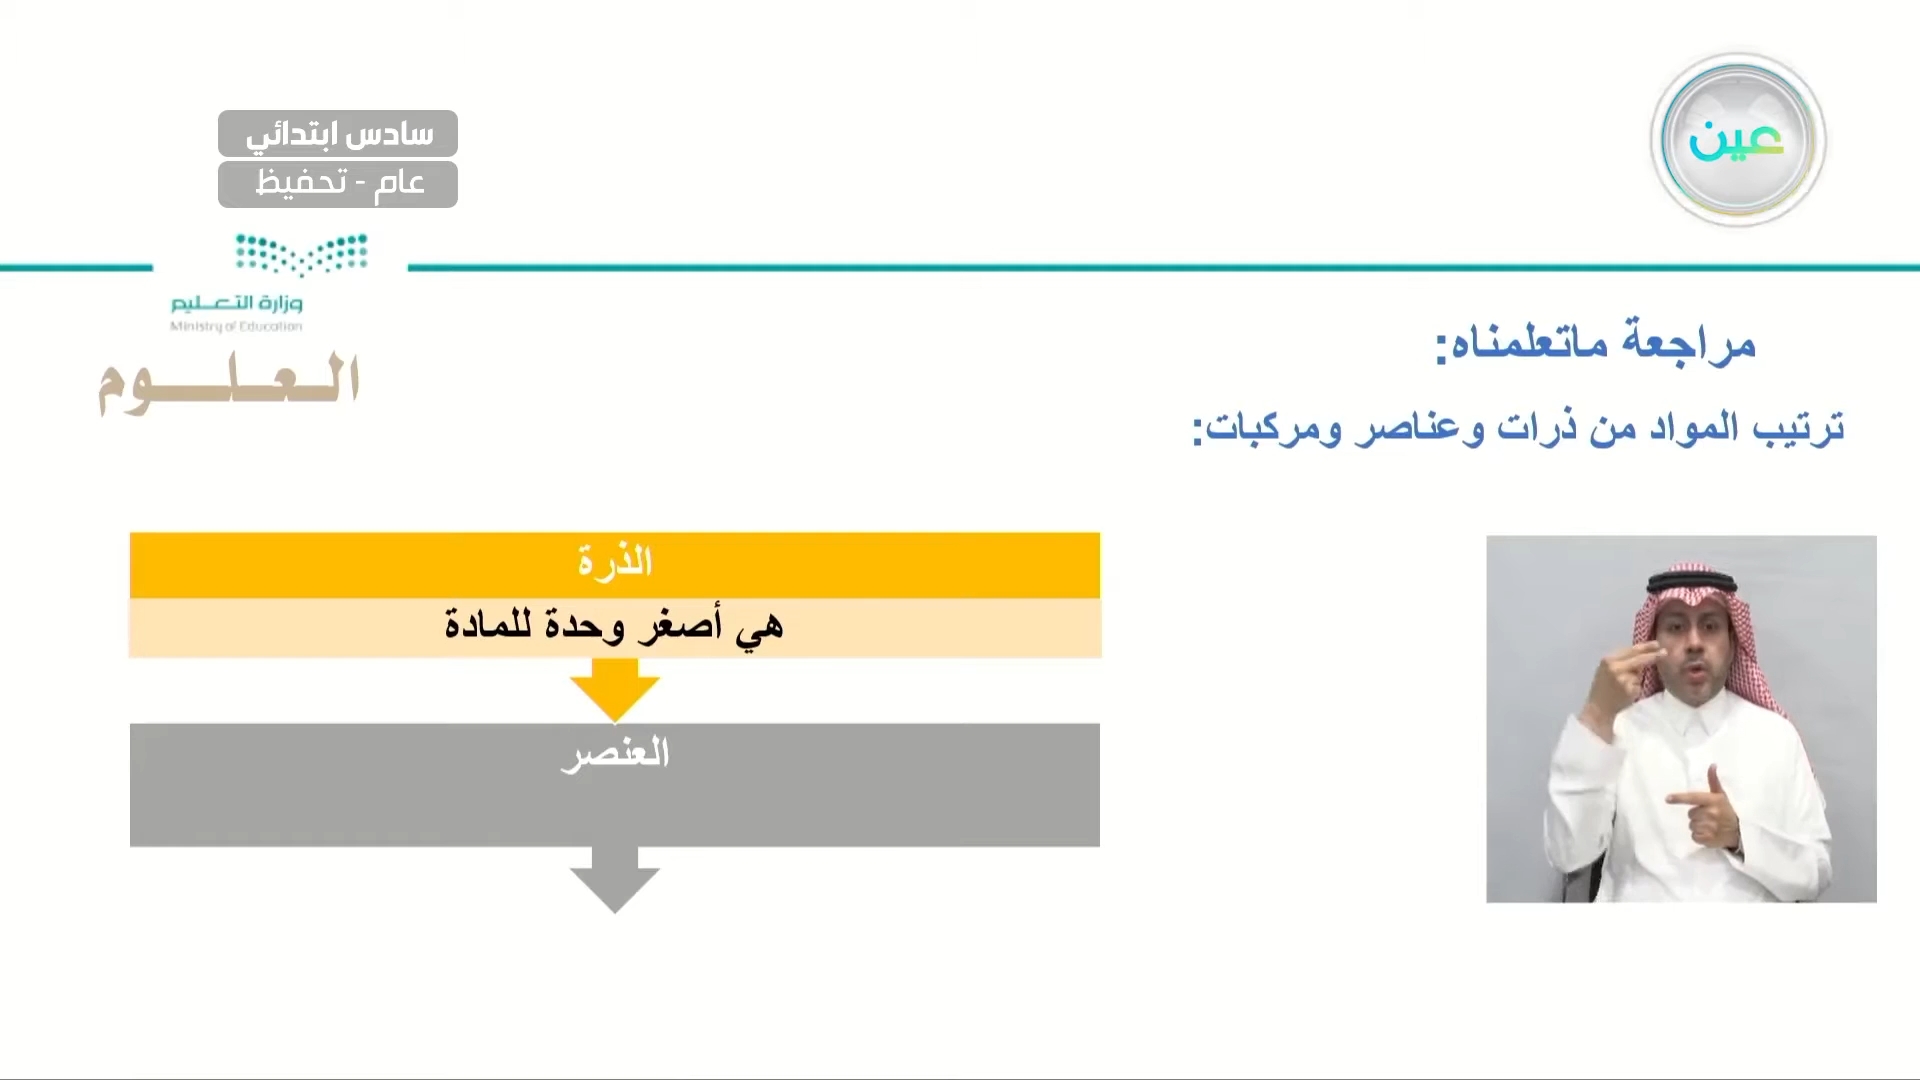 سادس ابتدائي
عام - تحفيظ
عين
وزارة التعليم
Ministry of Education
العلوم
مراجعة ماتعلمناه:
ترتيب المواد من ذرات وعناصر ومركبات:
الذرة
هي أصغر وحدة للمادة
العنصر